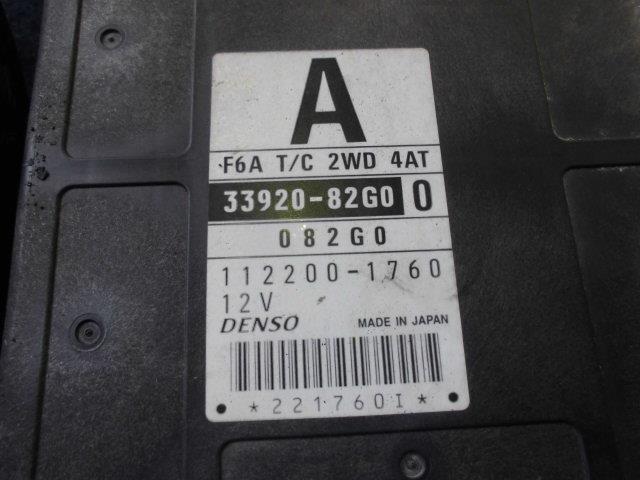 A
F6A T/C 2WD 4AT
33920-82G0 0
082G0
112200-1760
12V
DENSO MADE IN JAPAN
*221760I*